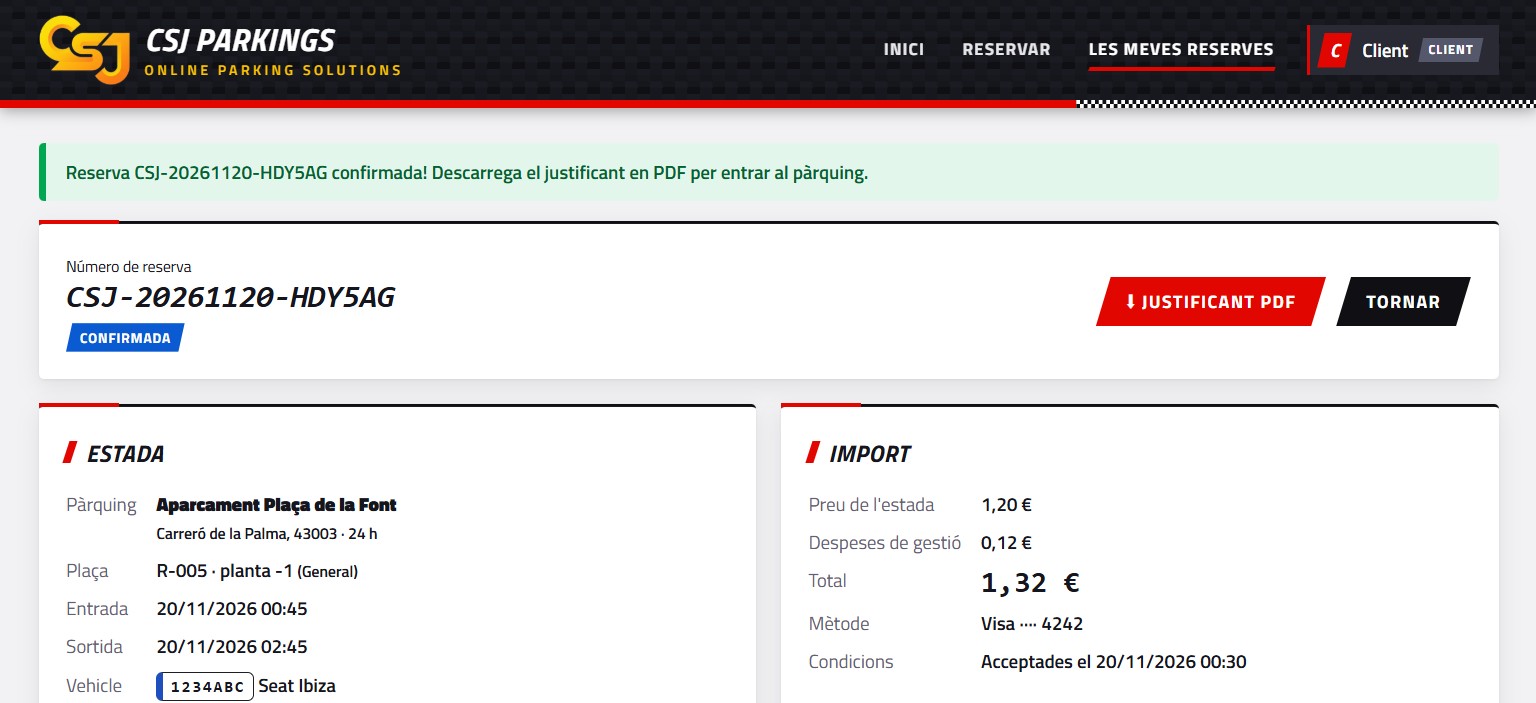 CSJ CSJ PARKINGS
ONLINE PARKING SOLUTIONS
INICI RESERVAR LES MEVES RESERVES C Client CLIENT
Reserva CSJ-20261120-HDY5AG confirmada! Descarrega el justificant en PDF per entrar al pàrquing.
Número de reserva
CSJ-20261120-HDY5AG
CONFIRMADA
⬇ JUSTIFICANT PDF TORNAR
ESTADA
Pàrquing Aparcament Plaça de la Font
Carreró de la Palma, 43003 · 24 h
Plaça R-005 · planta -1 (General)
Entrada 20/11/2026 00:45
Sortida 20/11/2026 02:45
Vehicle 1234ABC Seat Ibiza
IMPORT
Preu de l'estada 1,20 €
Despeses de gestió 0,12 €
Total 1,32 €
Mètode Visa ···· 4242
Condicions Acceptades el 20/11/2026 00:30